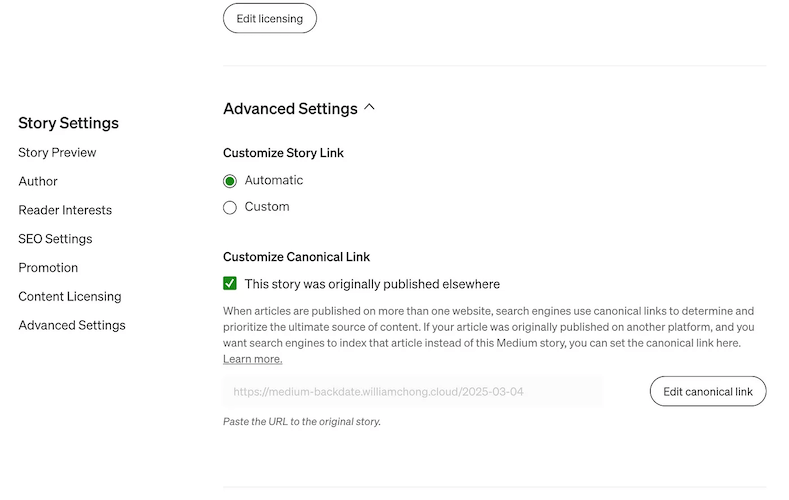 Edit licensing
Story Settings
Story Preview
Author
Reader Interests
SEO Settings
Promotion
Content Licensing
Advanced Settings
Advanced Settings
Customize Story Link
Automatic
Custom
Customize Canonical Link
This story was originally published elsewhere
When articles are published on more than one website, search engines use canonical links to determine and
prioritize the ultimate source of content. If your article was originally published on another platform, and you
want search engines to index that article instead of this Medium story, you can set the canonical link here.
Learn more.
https://medium-backdate.williamchong.cloud/2025-03-04
Edit canonical link
Paste the URL to the original story.